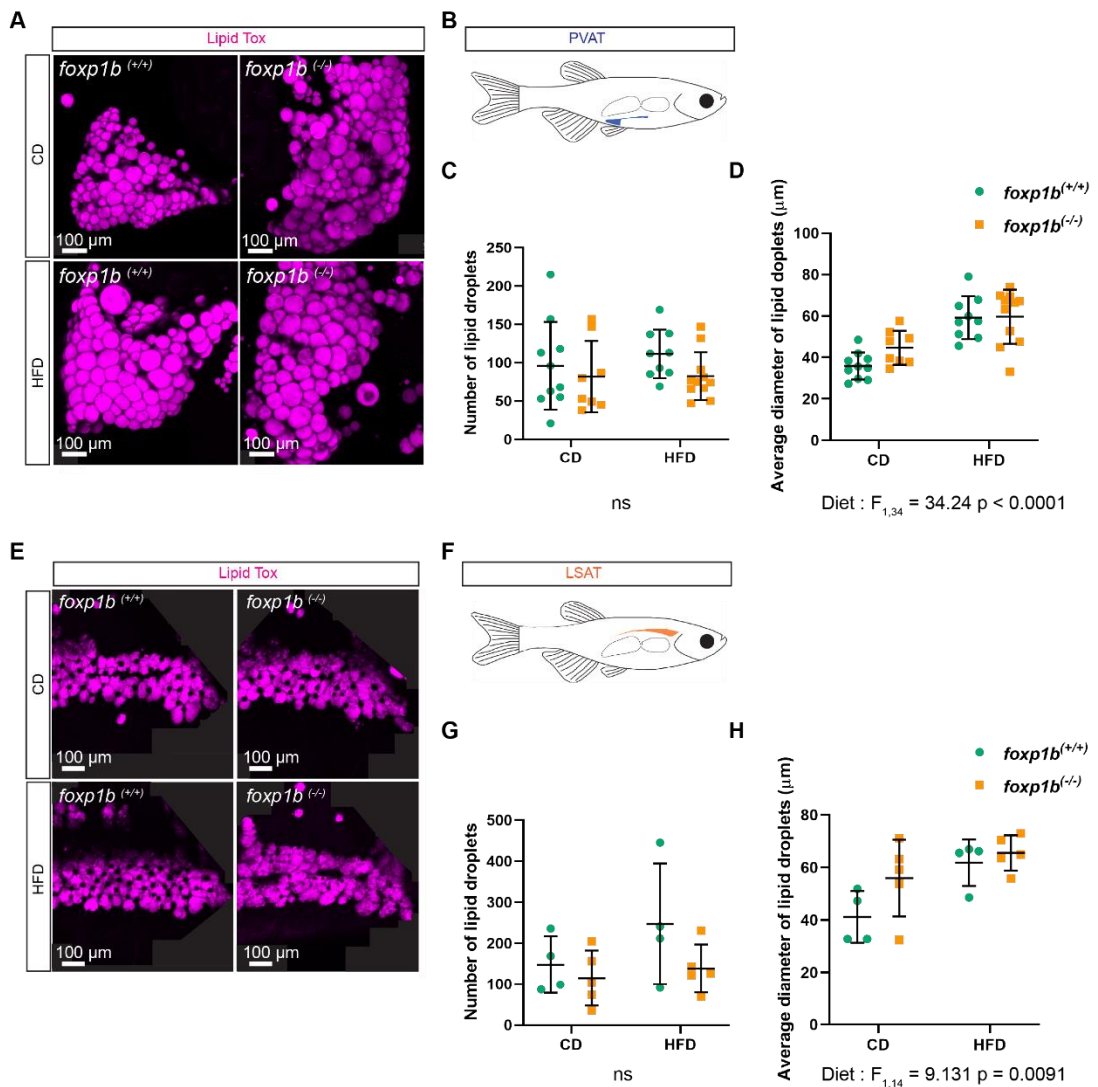 A
Lipid Tox
CD
foxp1b (+/+)
foxp1b (-/-)
100 µm
100 µm
HFD
foxp1b (+/+)
foxp1b (-/-)
100 µm
100 µm
B
PVAT
C
Number of lipid droplets
250
200
150
100
50
0
CD
HFD
ns
D
foxp1b(+/+)
foxp1b(-/-)
Average diameter of lipid doplets (µm)
100
80
60
40
20
0
CD
HFD
Diet : F1,34 = 34.24 p < 0.0001
E
Lipid Tox
CD
foxp1b (+/+)
foxp1b (-/-)
100 µm
100 µm
HFD
foxp1b (+/+)
foxp1b (-/-)
100 µm
100 µm
F
LSAT
G
Number of lipid droplets
500
400
300
200
100
0
CD
HFD
ns
H
foxp1b(+/+)
foxp1b(-/-)
Average diameter of lipid droplets (µm)
80
60
40
20
0
CD
HFD
Diet : F1,14 = 9.131 p = 0.0091